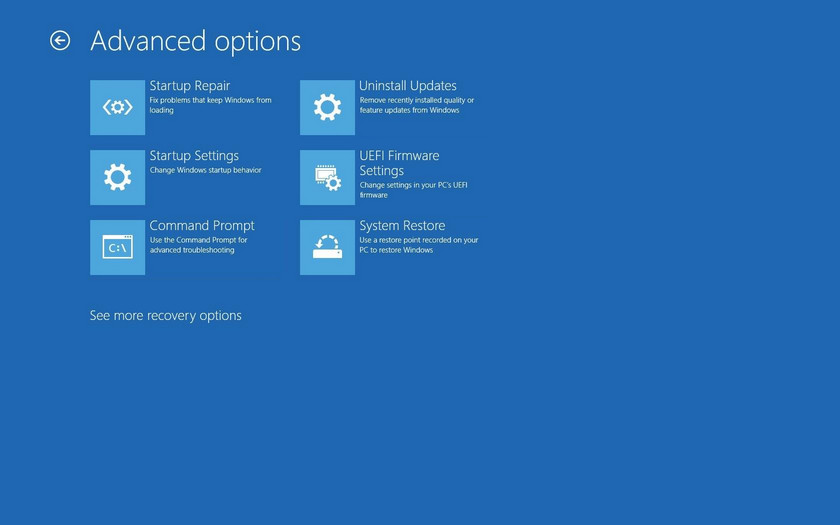 Advanced options
Startup Repair
Fix problems that keep Windows from
loading
Uninstall Updates
Remove recently installed quality or
feature updates from Windows
Startup Settings
Change Windows startup behavior
UEFI Firmware
Settings
Change settings in your PC's UEFI
firmware
Command Prompt
Use the Command Prompt for
advanced troubleshooting
C:\
System Restore
Use a restore point recorded on your
PC to restore Windows
See more recovery options